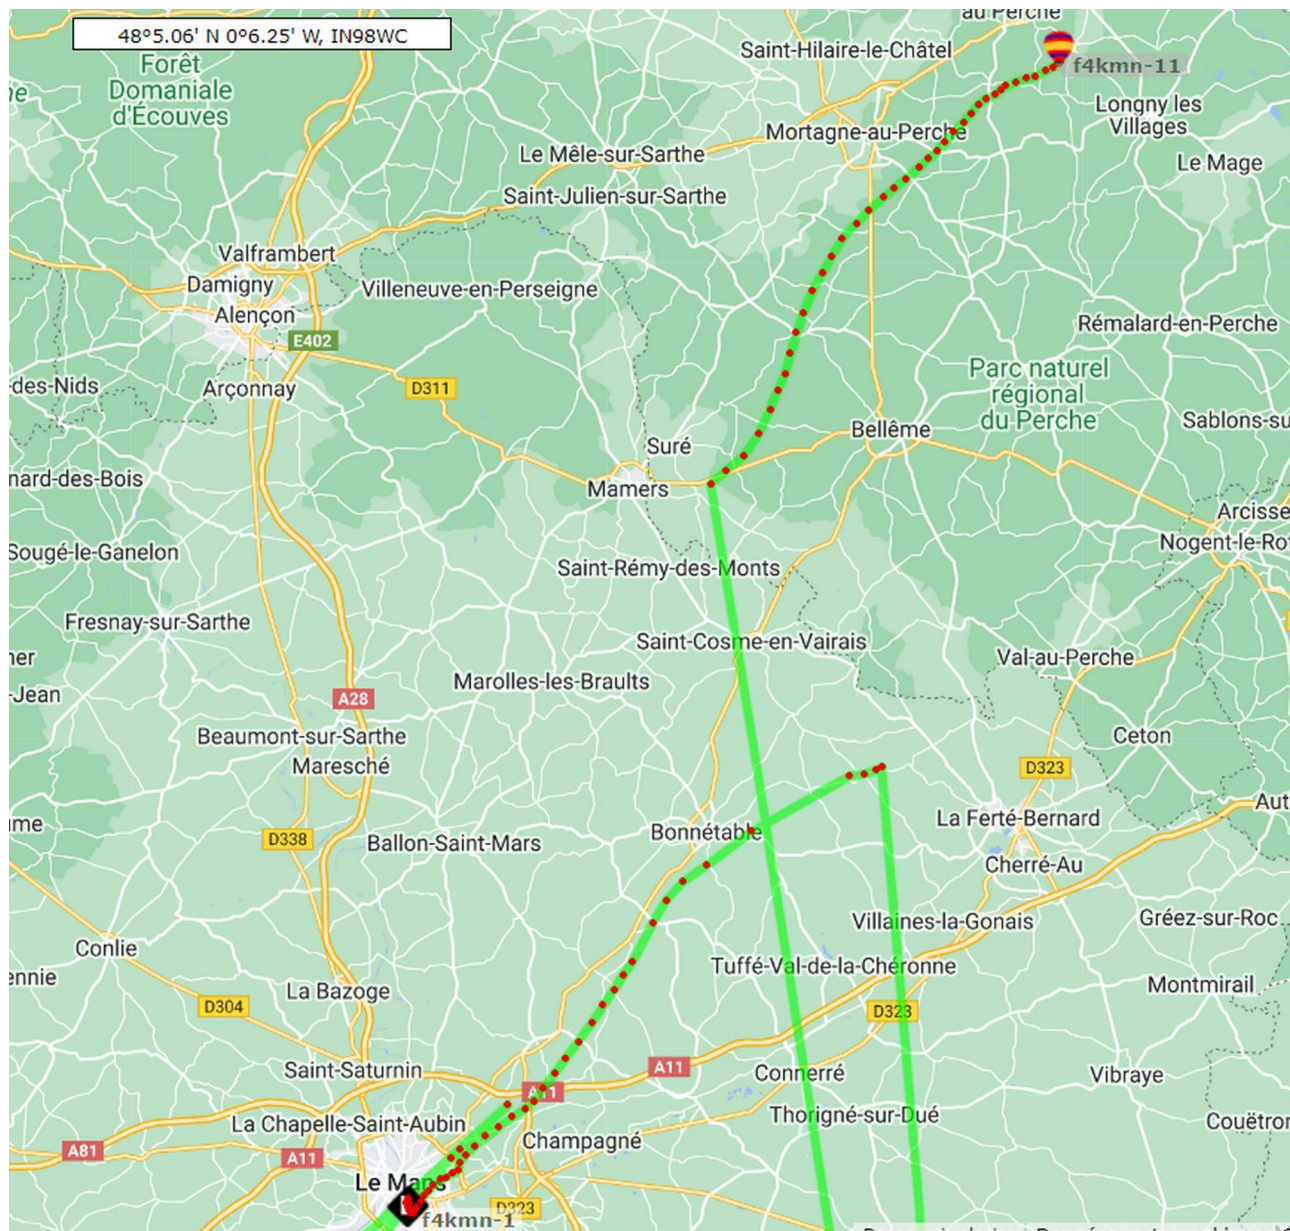 au Perche
48°5.06' N 0°6.25' W, IN98WC
Saint-Hilaire-le-Châtel
f4kmn-11
Forêt
Domaniale
d'Écouves
Longny les
Villages
Mortagne-au-Perche
Le Mêle-sur-Sarthe
Le Mage
Saint-Julien-sur-Sarthe
Valframbert
Damigny
Villeneuve-en-Perseigne
Alençon
Rémalard-en-Perche
E402
Parc naturel
régional
du Perche
-des-Nids
Arçonnay
D311
Sablons-su
Bellême
Suré
nard-des-Bois
Mamers
Arcisse
Nogent-le-Ro
Sougé-le-Ganelon
Saint-Rémy-des-Monts
Fresnay-sur-Sarthe
Saint-Cosme-en-Vairais
ner
Val-au-Perche
-Jean
Marolles-les-Braults
A28
Beaumont-sur-Sarthe
Ceton
Maresché
D323
Aut
La Ferté-Bernard
Bonnétable
D338
Ballon-Saint-Mars
Cherré-Au
Villaines-la-Gonais
Gréez-sur-Roc
Conlie
Tuffé-Val-de-la-Chéronne
ennie
La Bazoge
Montmirail
D304
D323
Saint-Saturnin
A11
Connerré
Vibraye
A11
Thorigné-sur-Dué
La Chapelle-Saint-Aubin
Couëtron
Champagné
A81
A11
Le Mans
D323
f4kmn-1